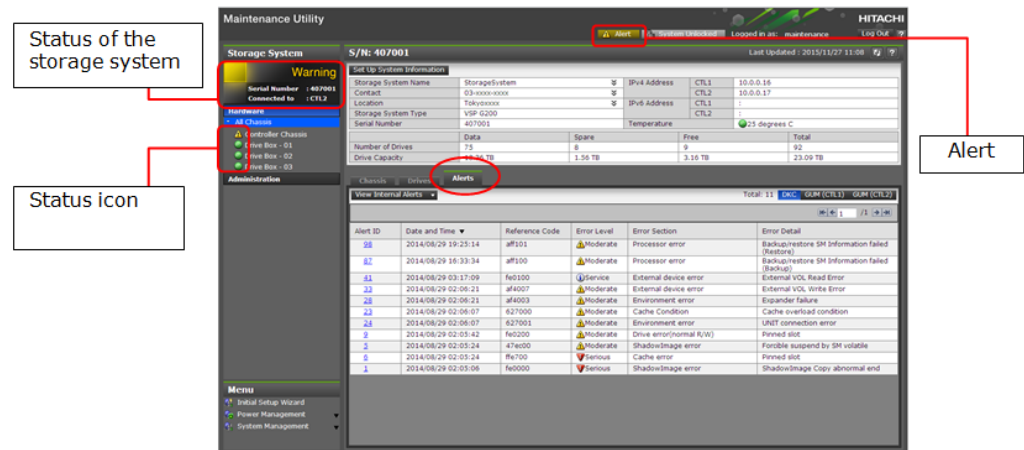 Status of the
storage system
Status icon
Alert
Maintenance Utility
HITACHI
Alert System Unlocked Logged in as: maintenance Log Out ?
Storage System
Warning
Serial Number : 407001
Connected to : CTL2
Hardware
All Chassis
Controller Chassis
Drive Box - 01
Drive Box - 02
Drive Box - 03
Administration
Menu
Initial Setup Wizard
Power Management
System Management
S/N: 407001 Last Updated : 2015/11/27 11:08 ?
Set Up System Information
Storage System Name StorageSystem IPv4 Address CTL1 10.0.0.16
Contact 03-xxxx-xxxx CTL2 10.0.0.17
Location Tokyoxxxx IPv6 Address CTL1 :
Storage System Type VSP G200 CTL2 :
Serial Number 407001 Temperature 25 degrees C
Data Spare Free Total
Number of Drives 75 8 9 92
Drive Capacity TB 1.56 TB 3.16 TB 23.09 TB
Chassis Drives Alerts
View Internal Alerts Total: 11 DKC GUM (CTL1) GUM (CTL2)
1 /1
Alert ID Date and Time ▼ Reference Code Error Level Error Section Error Detail
98 2014/08/29 19:25:14 aff101 Moderate Processor error Backup/restore SM Information failed
(Restore)
87 2014/08/29 16:33:34 aff100 Moderate Processor error Backup/restore SM Information failed
(Backup)
41 2014/08/29 03:17:09 fe0100 Service External device error External VOL Read Error
33 2014/08/29 02:06:21 af4007 Moderate External device error External VOL Write Error
28 2014/08/29 02:06:21 af4003 Moderate Environment error Expander failure
23 2014/08/29 02:06:07 627000 Moderate Cache Condition Cache overload condition
24 2014/08/29 02:06:07 627001 Moderate Environment error UNIT connection error
9 2014/08/29 02:05:42 fe0200 Moderate Drive error(normal R/W) Pinned slot
5 2014/08/29 02:05:24 47ec00 Moderate ShadowImage error Forcible suspend by SM volatile
6 2014/08/29 02:05:24 ffe700 Serious Cache error Pinned slot
1 2014/08/29 02:05:06 fe0000 Serious ShadowImage error ShadowImage Copy abnormal end